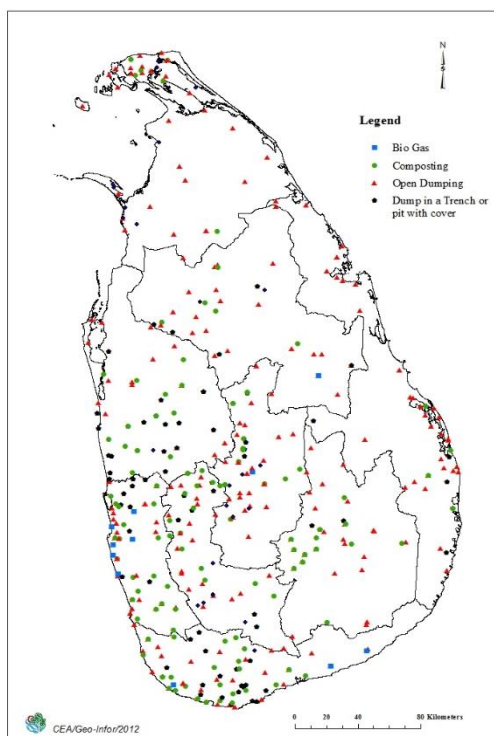 N
Legend
Bio Gas
Composting
Open Dumping
Dump in a Trench or
pit with cover
CEA/Geo-Infor/2012
0 20 40 80 Kilometers